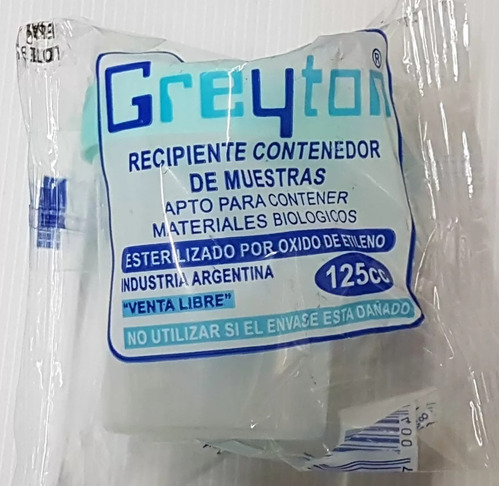 Greyton®
RECIPIENTE CONTENEDOR
DE MUESTRAS
APTO PARA CONTENER
MATERIALES BIOLOGICOS
ESTERILIZADO POR OXIDO DE ETILENO
INDUSTRIA ARGENTINA
125cc
"VENTA LIBRE"
NO UTILIZAR SI EL ENVASE ESTA DAÑADO